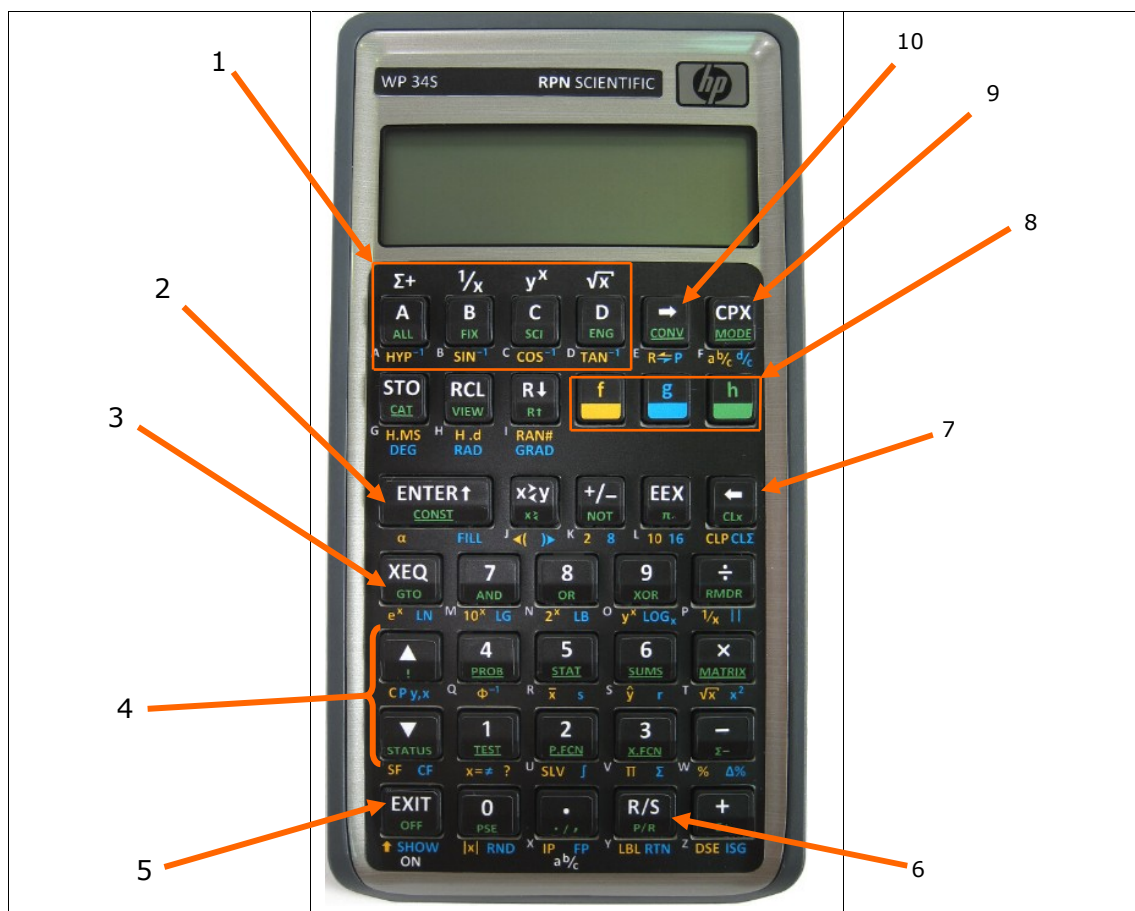 1
10
9
8
2
3
7
4
5
6
WP 34S RPN SCIENTIFIC hp
Σ+ 1/x yˣ √x
A B C D ➡ CPX
ALL FIX SCI ENG CONV MODE
A HYP⁻¹ B SIN⁻¹ C COS⁻¹ D TAN⁻¹ E R⇌P F a b/c d/c
STO RCL R↓ f g h
CAT VIEW R↑
G H.MS H H.d I RAN#
DEG RAD GRAD
ENTER↑ x≷y +/− EEX ⬅
CONST x≷ NOT π CLx
α FILL J ◀( )▶ K 2 8 L 10 16 CLP CLΣ
XEQ 7 8 9 ÷
GTO AND OR XOR RMDR
eˣ LN M 10ˣ LG N 2ˣ LB O yˣ LOGₓ P 1/x ||
▲ 4 5 6 ×
! PROB STAT SUMS MATRIX
C P y,x Q Φ⁻¹ R x̄ s S ŷ r T √x x²
▼ 1 2 3 −
STATUS TEST P.FCN X.FCN Σ−
SF CF x= ≠ ? U SLV ∫ V Π Σ W % Δ%
EXIT 0 . R/S +
OFF PSE ./, P/R
⬆ SHOW |x| RND X IP FP Y LBL RTN Z DSE ISG
ON a b/c